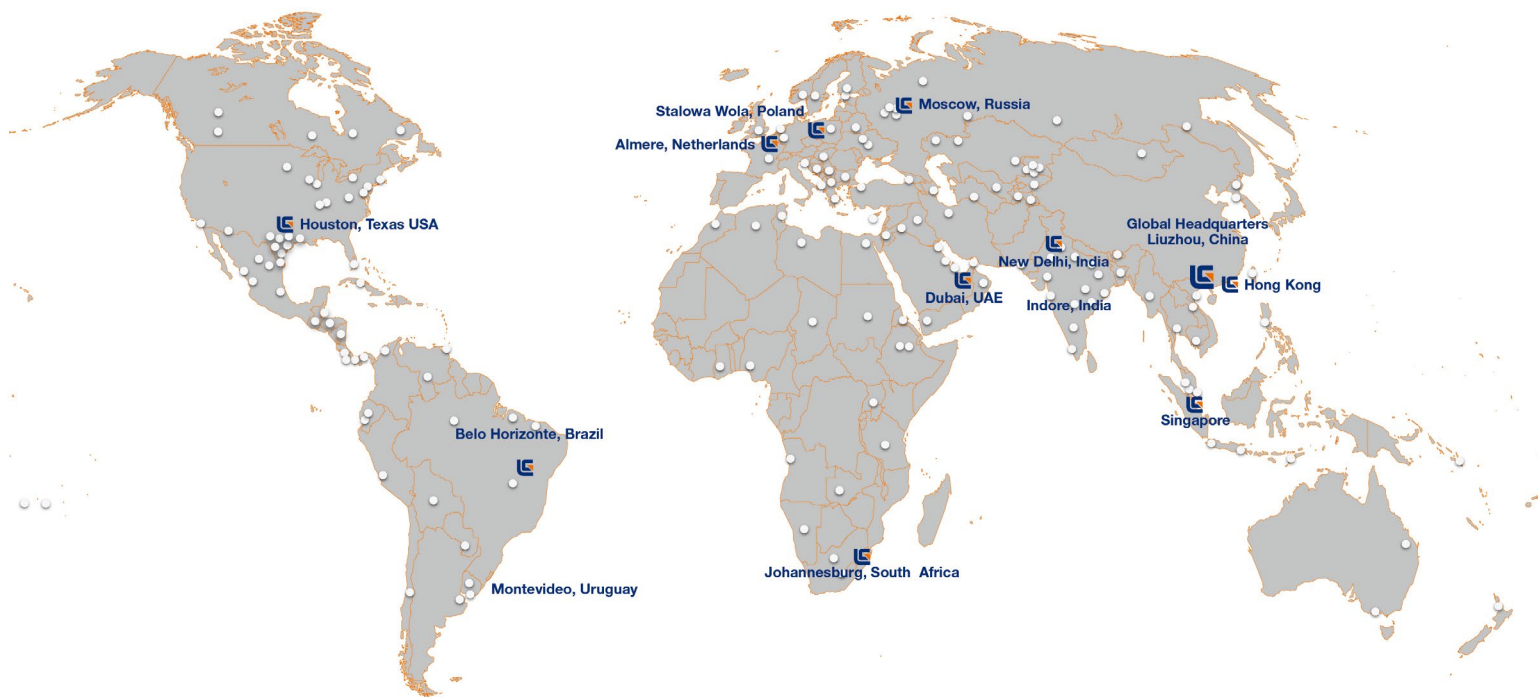 Stalowa Wola, Poland
Moscow, Russia
Almere, Netherlands
Houston, Texas USA
Global Headquarters
Liuzhou, China
New Delhi, India
Hong Kong
Dubai, UAE
Indore, India
Singapore
Belo Horizonte, Brazil
Johannesburg, South Africa
Montevideo, Uruguay